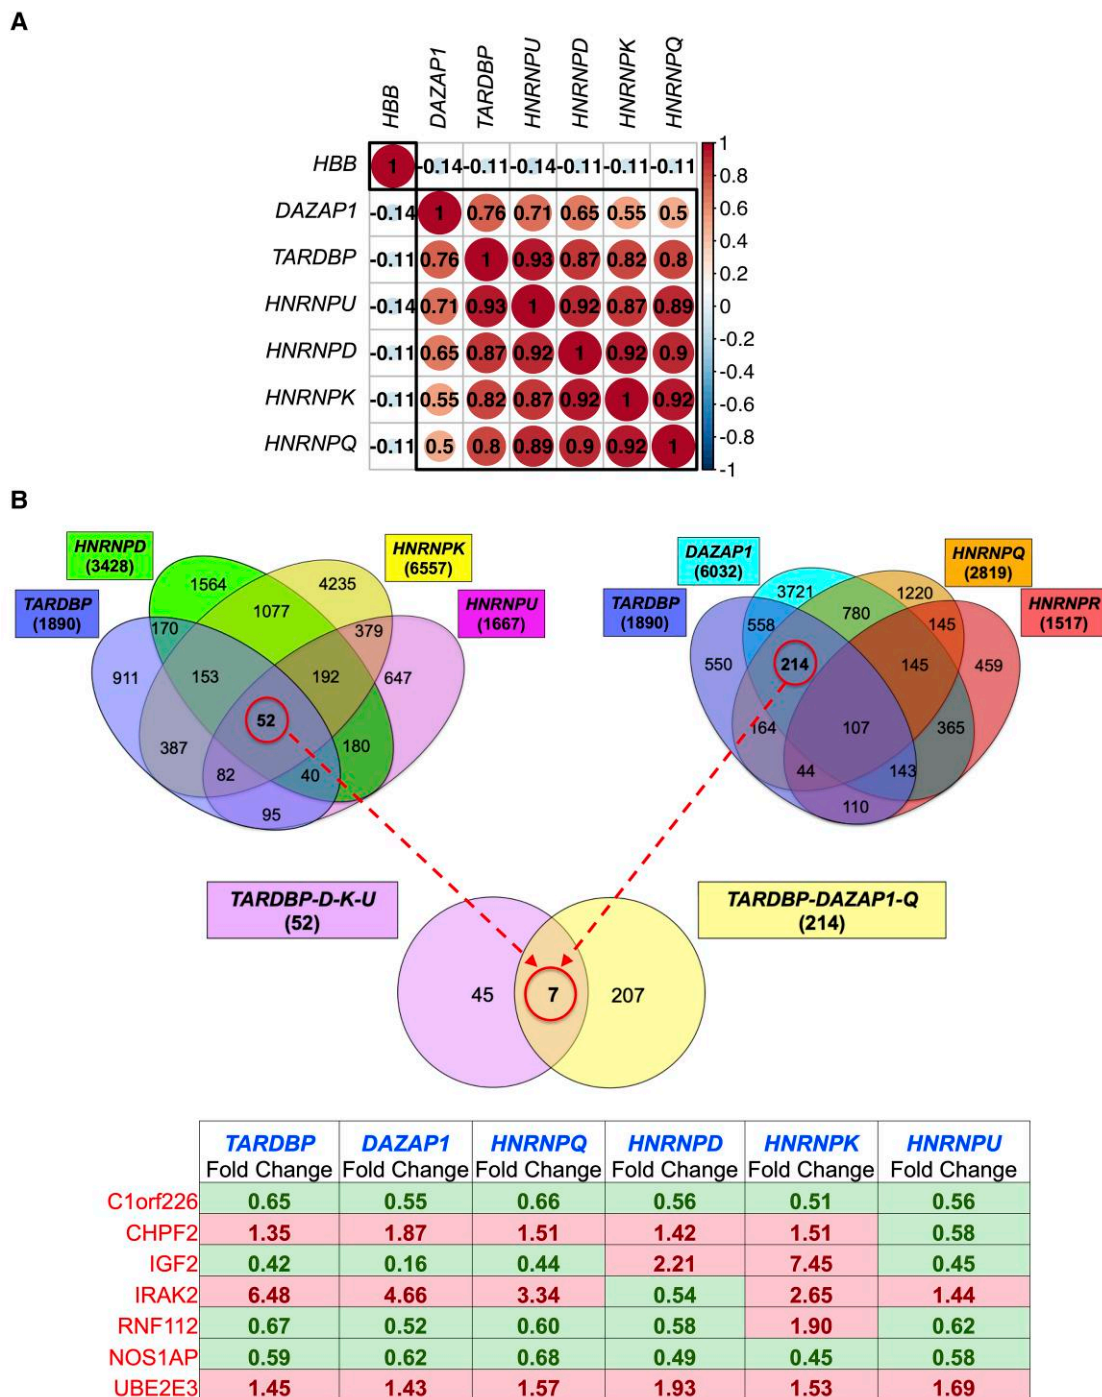 A
HBB DAZAP1 TARDBP HNRNPU HNRNPD HNRNPK HNRNPQ
HBB 1 -0.14 -0.11 -0.14 -0.11 -0.11 -0.11
DAZAP1 -0.14 1 0.76 0.71 0.65 0.55 0.5
TARDBP -0.11 0.76 1 0.93 0.87 0.82 0.8
HNRNPU -0.14 0.71 0.93 1 0.92 0.87 0.89
HNRNPD -0.11 0.65 0.87 0.92 1 0.92 0.9
HNRNPK -0.11 0.55 0.82 0.87 0.92 1 0.92
HNRNPQ -0.11 0.5 0.8 0.89 0.9 0.92 1
1
0.8
0.6
0.4
0.2
0
-0.2
-0.4
-0.6
-0.8
-1
B
HNRNPD
(3428)
HNRNPK
(6557)
TARDBP
(1890)
HNRNPU
(1667)
1564 4235
1077
170 379
911 153 192 647
52
387 180
82 40
95
DAZAP1
(6032)
HNRNPQ
(2819)
TARDBP
(1890)
HNRNPR
(1517)
3721 1220
780
558 145
550 214 145 459
164 107 365
44 143
110
TARDBP-D-K-U
(52)
TARDBP-DAZAP1-Q
(214)
45 7 207
TARDBP DAZAP1 HNRNPQ HNRNPD HNRNPK HNRNPU
Fold Change Fold Change Fold Change Fold Change Fold Change Fold Change
C1orf226 0.65 0.55 0.66 0.56 0.51 0.56
CHPF2 1.35 1.87 1.51 1.42 1.51 0.58
IGF2 0.42 0.16 0.44 2.21 7.45 0.45
IRAK2 6.48 4.66 3.34 0.54 2.65 1.44
RNF112 0.67 0.52 0.60 0.58 1.90 0.62
NOS1AP 0.59 0.62 0.68 0.49 0.45 0.58
UBE2E3 1.45 1.43 1.57 1.93 1.53 1.69